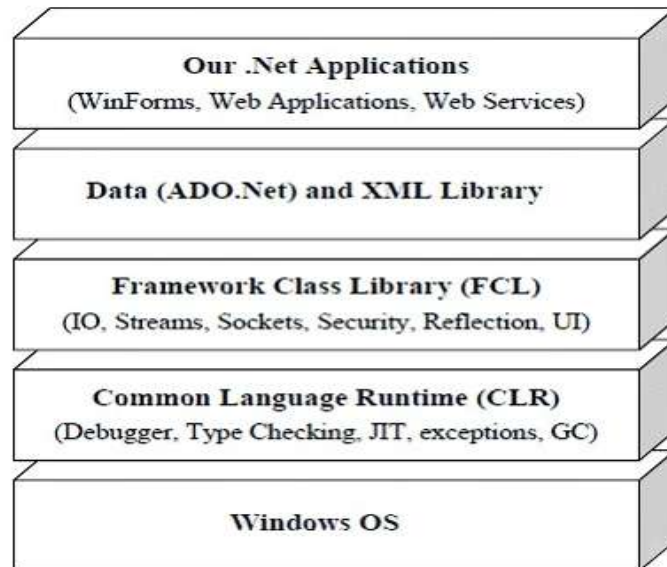 Our .Net Applications
(WinForms, Web Applications, Web Services)
Data (ADO.Net) and XML Library
Framework Class Library (FCL)
(IO, Streams, Sockets, Security, Reflection, UI)
Common Language Runtime (CLR)
(Debugger, Type Checking, JIT, exceptions, GC)
Windows OS